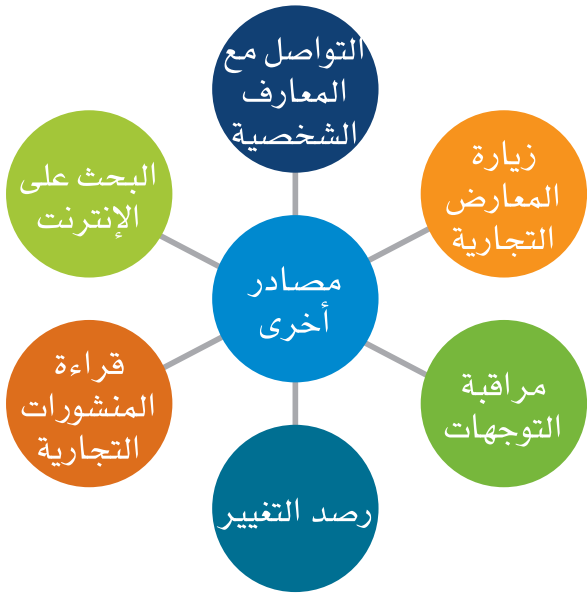 التواصل مع
المعارف
الشخصية
زيارة
المعارض
التجارية
البحث على
الإنترنت
مصادر
أخرى
مراقبة
التوجهات
قراءة
المنشورات
التجارية
رصد التغيير